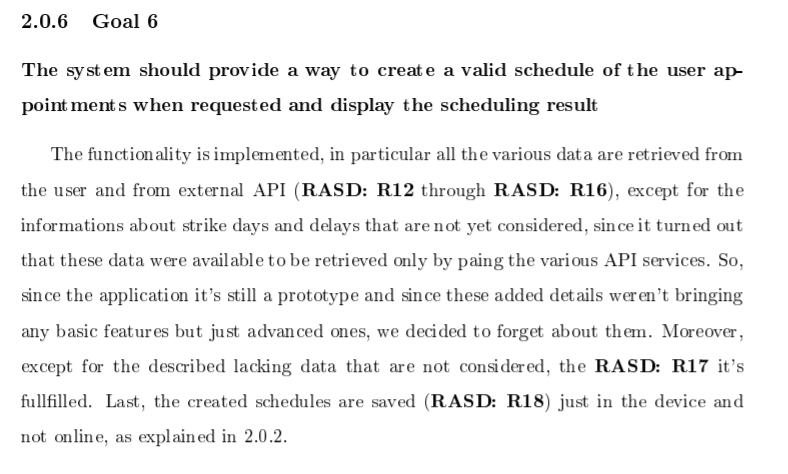 2.0.6 Goal 6
The system should provide a way to create a valid schedule of the user ap-
pointments when requested and display the scheduling result
The functionality is implemented, in particular all the various data are retrieved from
the user and from external API (RASD: R12 through RASD: R16), except for the
informations about strike days and delays that are not yet considered, since it turned out
that these data were available to be retrieved only by paing the various API services. So,
since the application it's still a prototype and since these added details weren't bringing
any basic features but just advanced ones, we decided to forget about them. Moreover,
except for the described lacking data that are not considered, the RASD: R17 it's
fullfilled. Last, the created schedules are saved (RASD: R18) just in the device and
not online, as explained in 2.0.2.